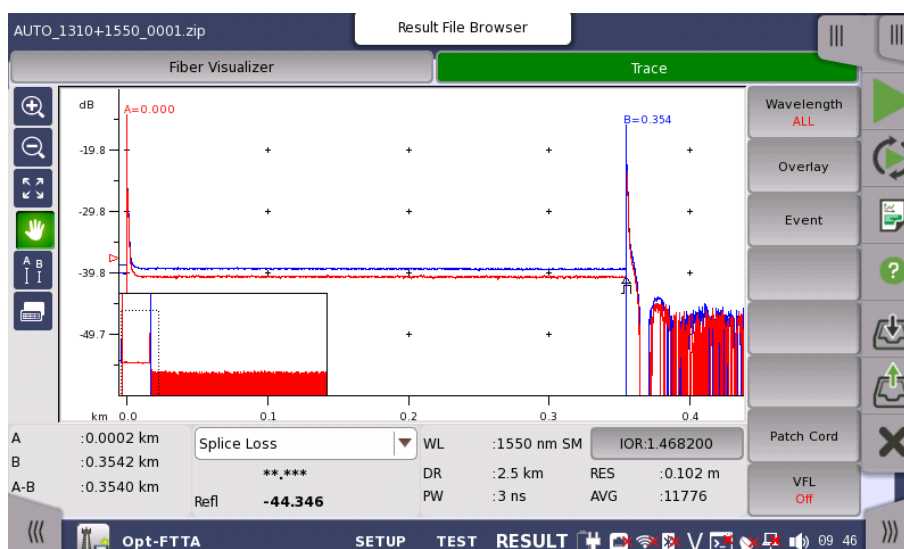 AUTO_1310+1550_0001.zip
Result File Browser
Fiber Visualizer
Trace
dB
A=0.000
B=0.354
-19.8
-29.8
-39.8
-49.7
km 0.0 0.1 0.2 0.3 0.4
A B
Wavelength
ALL
Overlay
Event
Patch Cord
VFL
Off
A :0.0002 km
B :0.3542 km
A-B :0.3540 km
Splice Loss
**.***
Refl -44.346
WL :1550 nm SM
IOR:1.468200
DR :2.5 km
RES :0.102 m
PW :3 ns
AVG :11776
Opt-FTTA
SETUP
TEST
RESULT
09 46